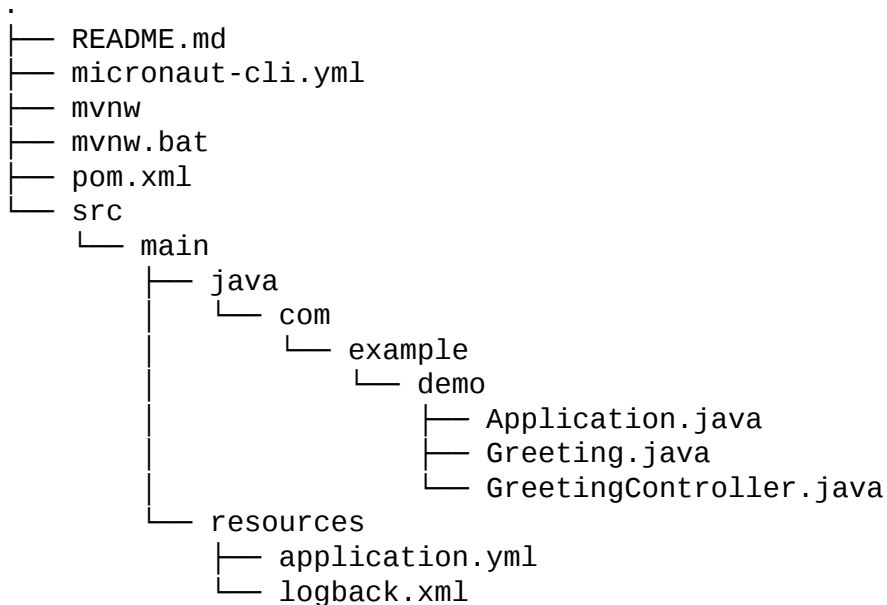 .
├── README.md
├── micronaut-cli.yml
├── mvnw
├── mvnw.bat
├── pom.xml
└── src
    └── main
        ├── java
        │   └── com
        │       └── example
        │           └── demo
        │               ├── Application.java
        │               ├── Greeting.java
        │               └── GreetingController.java
        └── resources
            ├── application.yml
            └── logback.xml